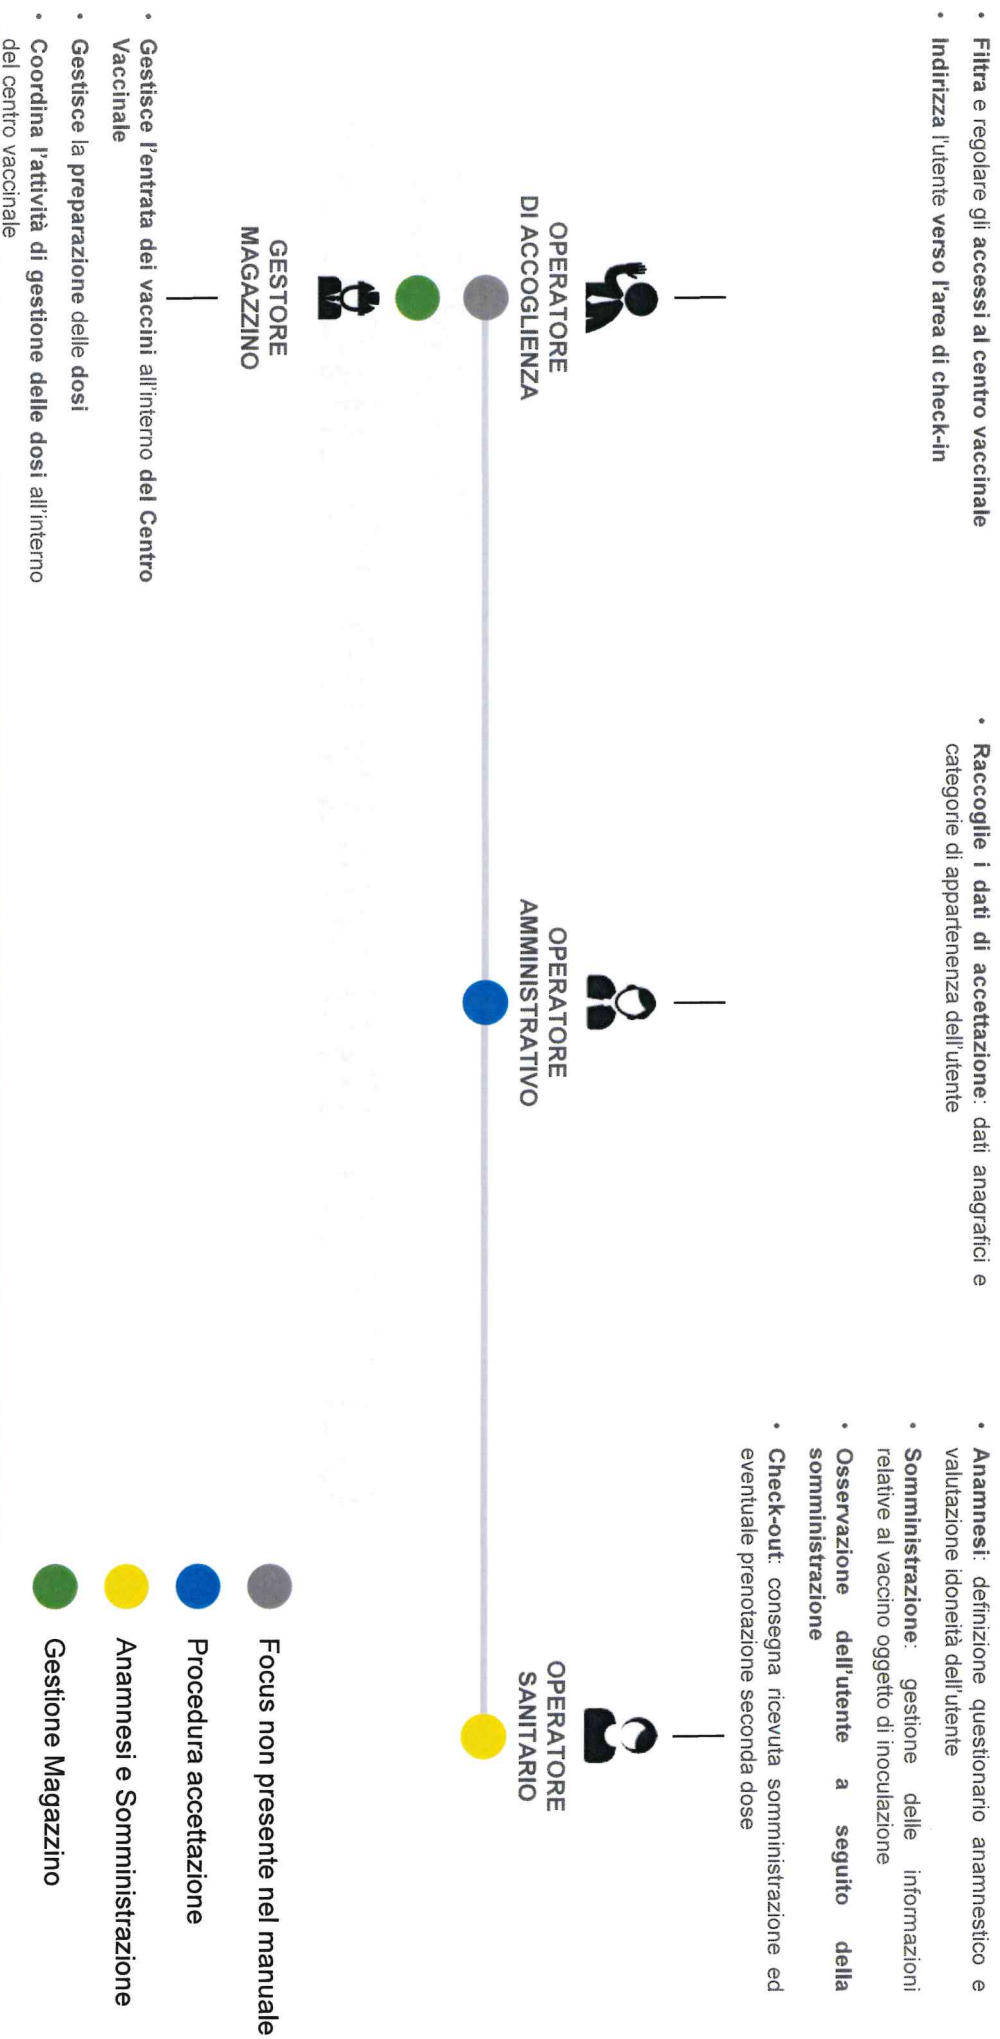 • Filtra e regolare gli accessi al centro vaccinale
• Indirizza l'utente verso l'area di check-in
• Raccoglie i dati di accettazione: dati anagrafici e
categorie di appartenenza dell'utente
• Anamnesi: definizione questionario anamnestico e
valutazione idoneità dell'utente
• Somministrazione: gestione delle informazioni
relative al vaccino oggetto di inoculazione
• Osservazione dell'utente a seguito della
somministrazione
• Check-out: consegna ricevuta somministrazione ed
eventuale prenotazione seconda dose
OPERATORE
DI ACCOGLIENZA
OPERATORE
AMMINISTRATIVO
OPERATORE
SANITARIO
GESTORE
MAGAZZINO
• Gestisce l'entrata dei vaccini all'interno del Centro
Vaccinale
• Gestisce la preparazione delle dosi
• Coordina l'attività di gestione delle dosi all'interno
del centro vaccinale
Focus non presente nel manuale
Procedura accettazione
Anamnesi e Somministrazione
Gestione Magazzino